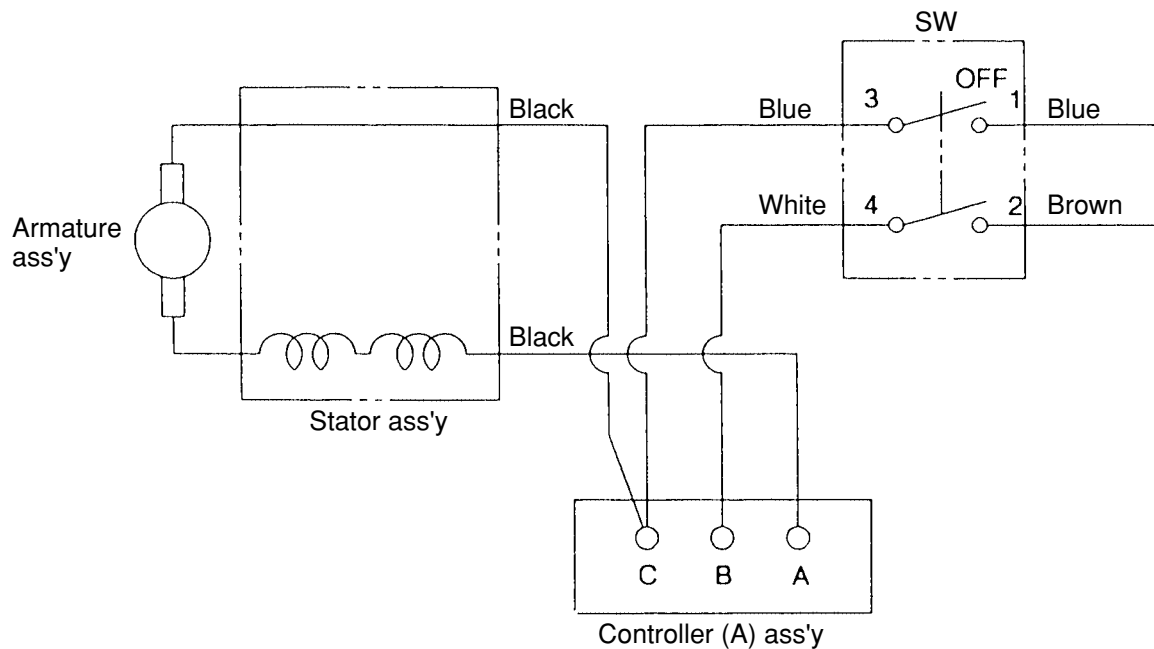 SW
OFF
Black
Blue
3
1
Blue
White
4
2
Brown
Armature
ass'y
Black
Stator ass'y
C
B
A
Controller (A) ass'y